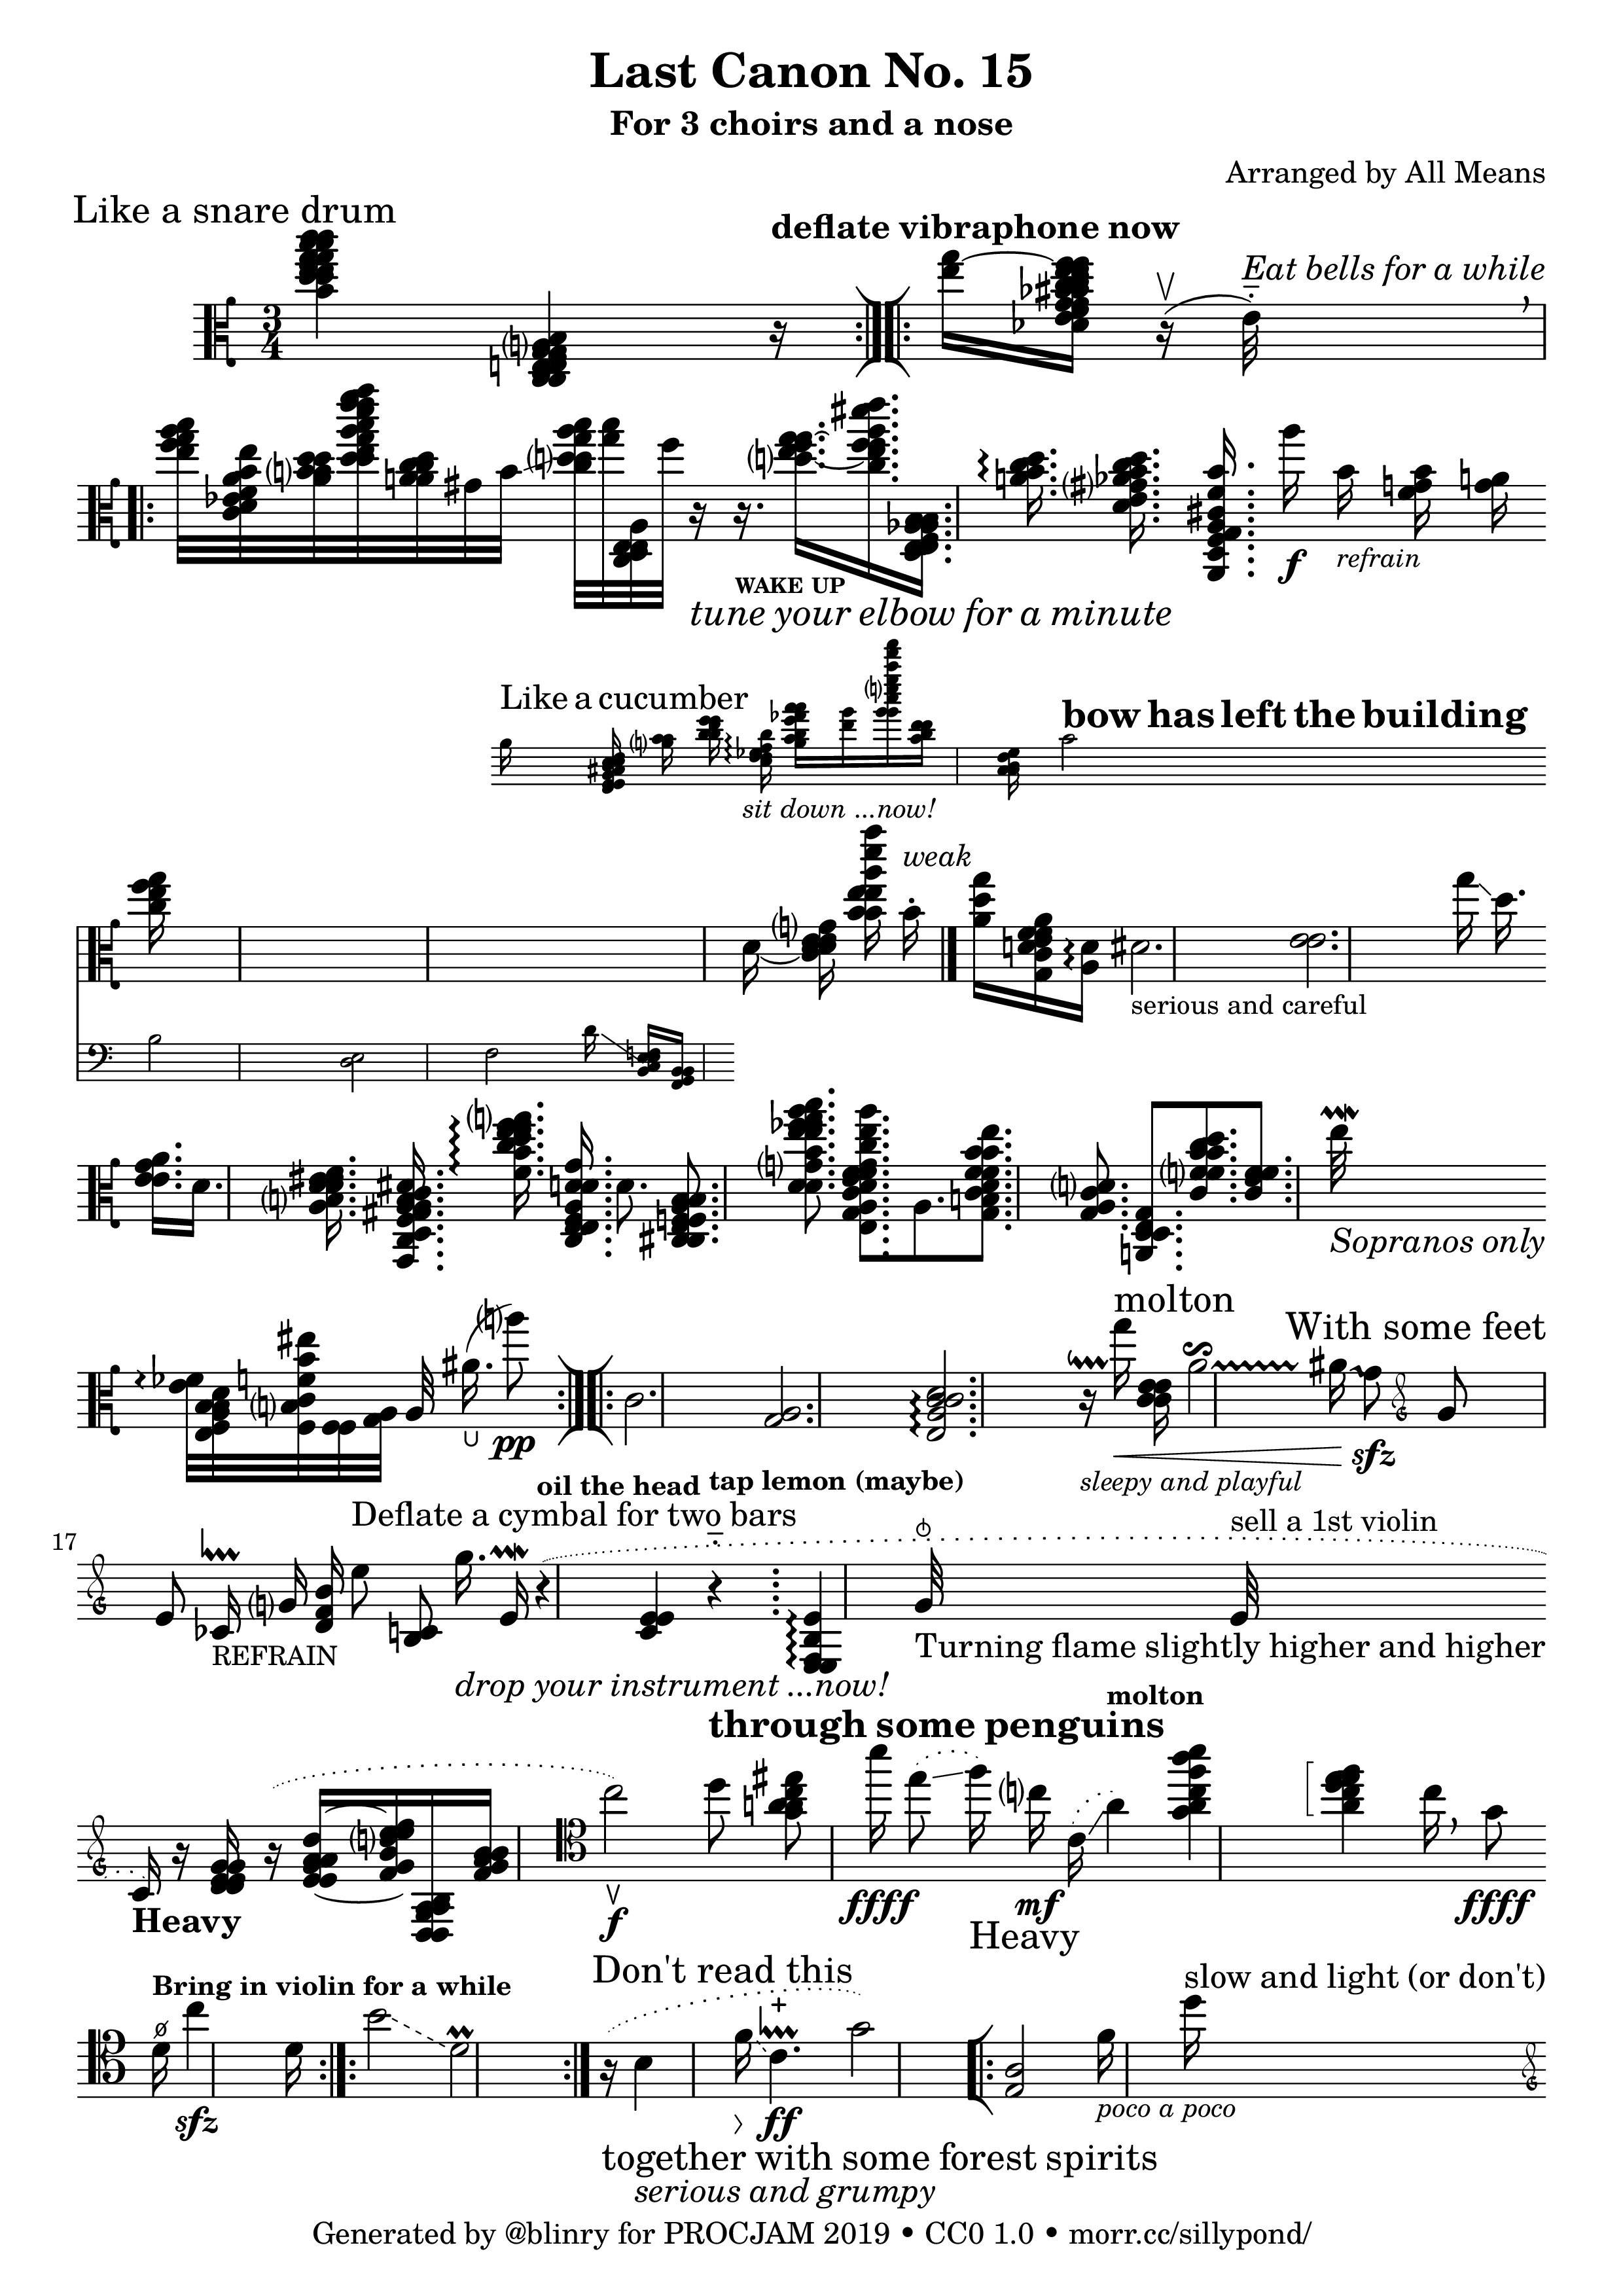 Last Canon No. 15
For 3 choirs and a nose
Arranged by All Means
Like a snare drum
deflate vibraphone now
Eat bells for a while
3
4
f
refrain
WAKE UP
tune your elbow for a minute
Like a cucumber
bow has left the building
sit down ...now!
weak
serious and careful
Sopranos only
molton
With some feet
pp
sfz
sleepy and playful
oil the head
tap lemon (maybe)
17
Deflate a cymbal for two bars
sell a 1st violin
REFRAIN
Turning flame slightly higher and higher
drop your instrument ...now!
molton
through some penguins
Heavy
f
ffff
mf
Heavy
ffff
Bring in violin for a while
Don't read this
slow and light (or don't)
sfz
ff
poco a poco
together with some forest spirits
serious and grumpy
Generated by @blinry for PROCJAM 2019 • CC0 1.0 • morr.cc/sillypond/